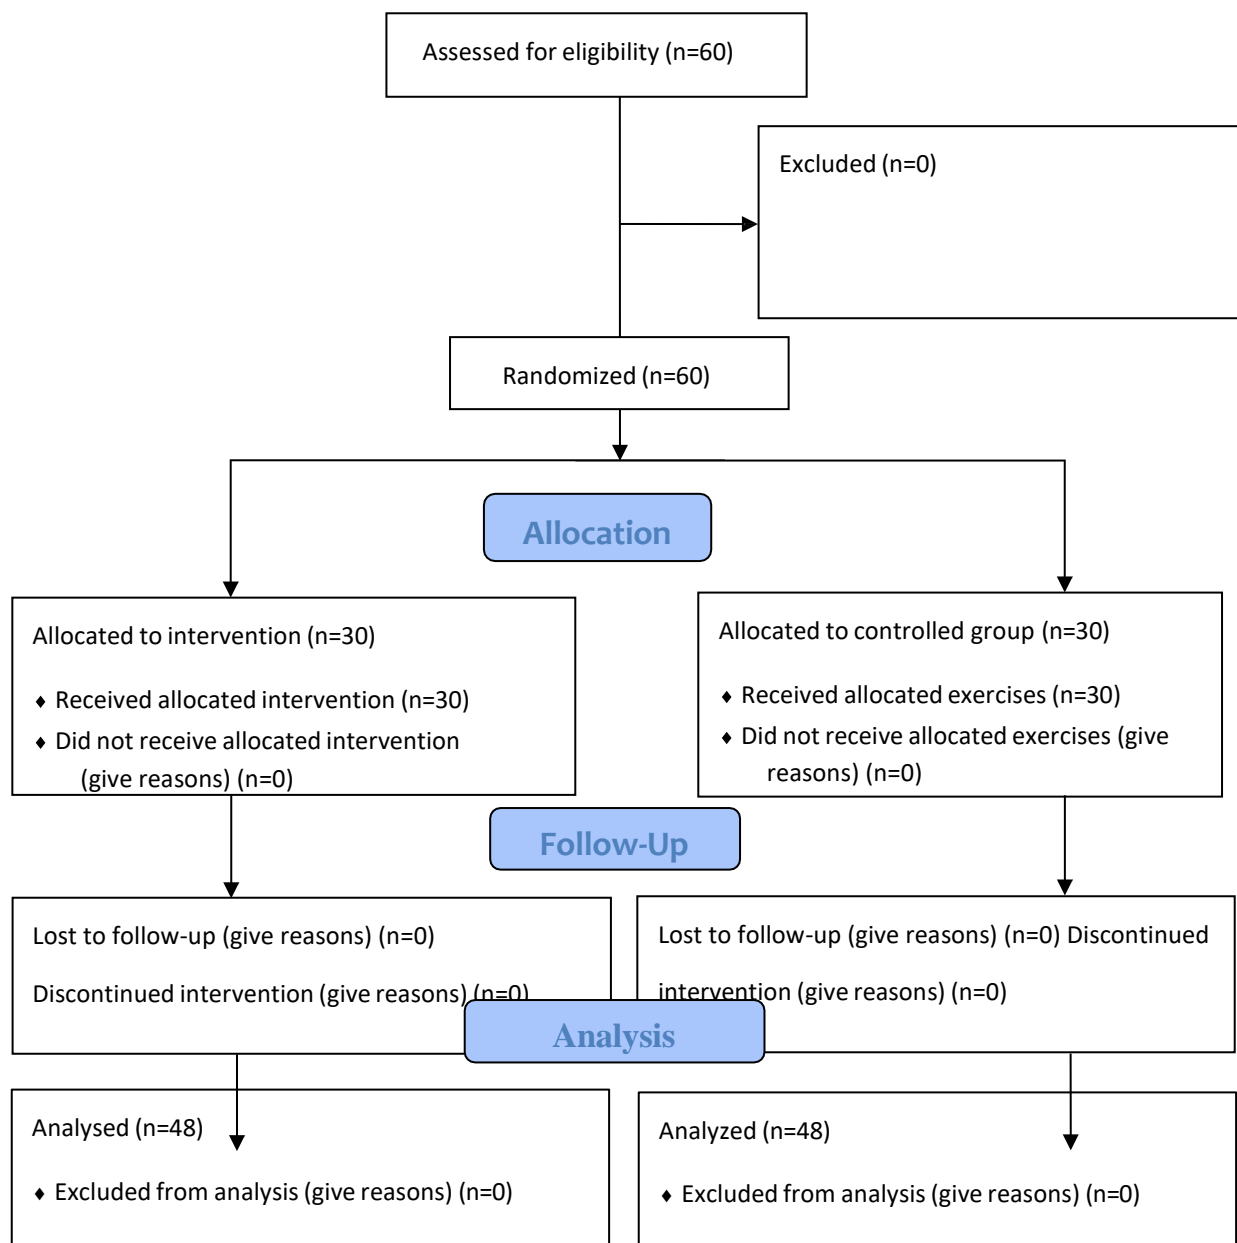 Assessed for eligibility (n=60)
Excluded (n=0)
Randomized (n=60)
Allocation
Allocated to intervention (n=30)
♦ Received allocated intervention (n=30)
♦ Did not receive allocated intervention
(give reasons) (n=0)
Allocated to controlled group (n=30)
♦ Received allocated exercises (n=30)
♦ Did not receive allocated exercises (give
reasons) (n=0)
Follow-Up
Lost to follow-up (give reasons) (n=0)
Discontinued intervention (give reasons) (n=0)
Lost to follow-up (give reasons) (n=0) Discontinued
intervention (give reasons) (n=0)
Analysis
Analysed (n=48)
♦ Excluded from analysis (give reasons) (n=0)
Analyzed (n=48)
♦ Excluded from analysis (give reasons) (n=0)